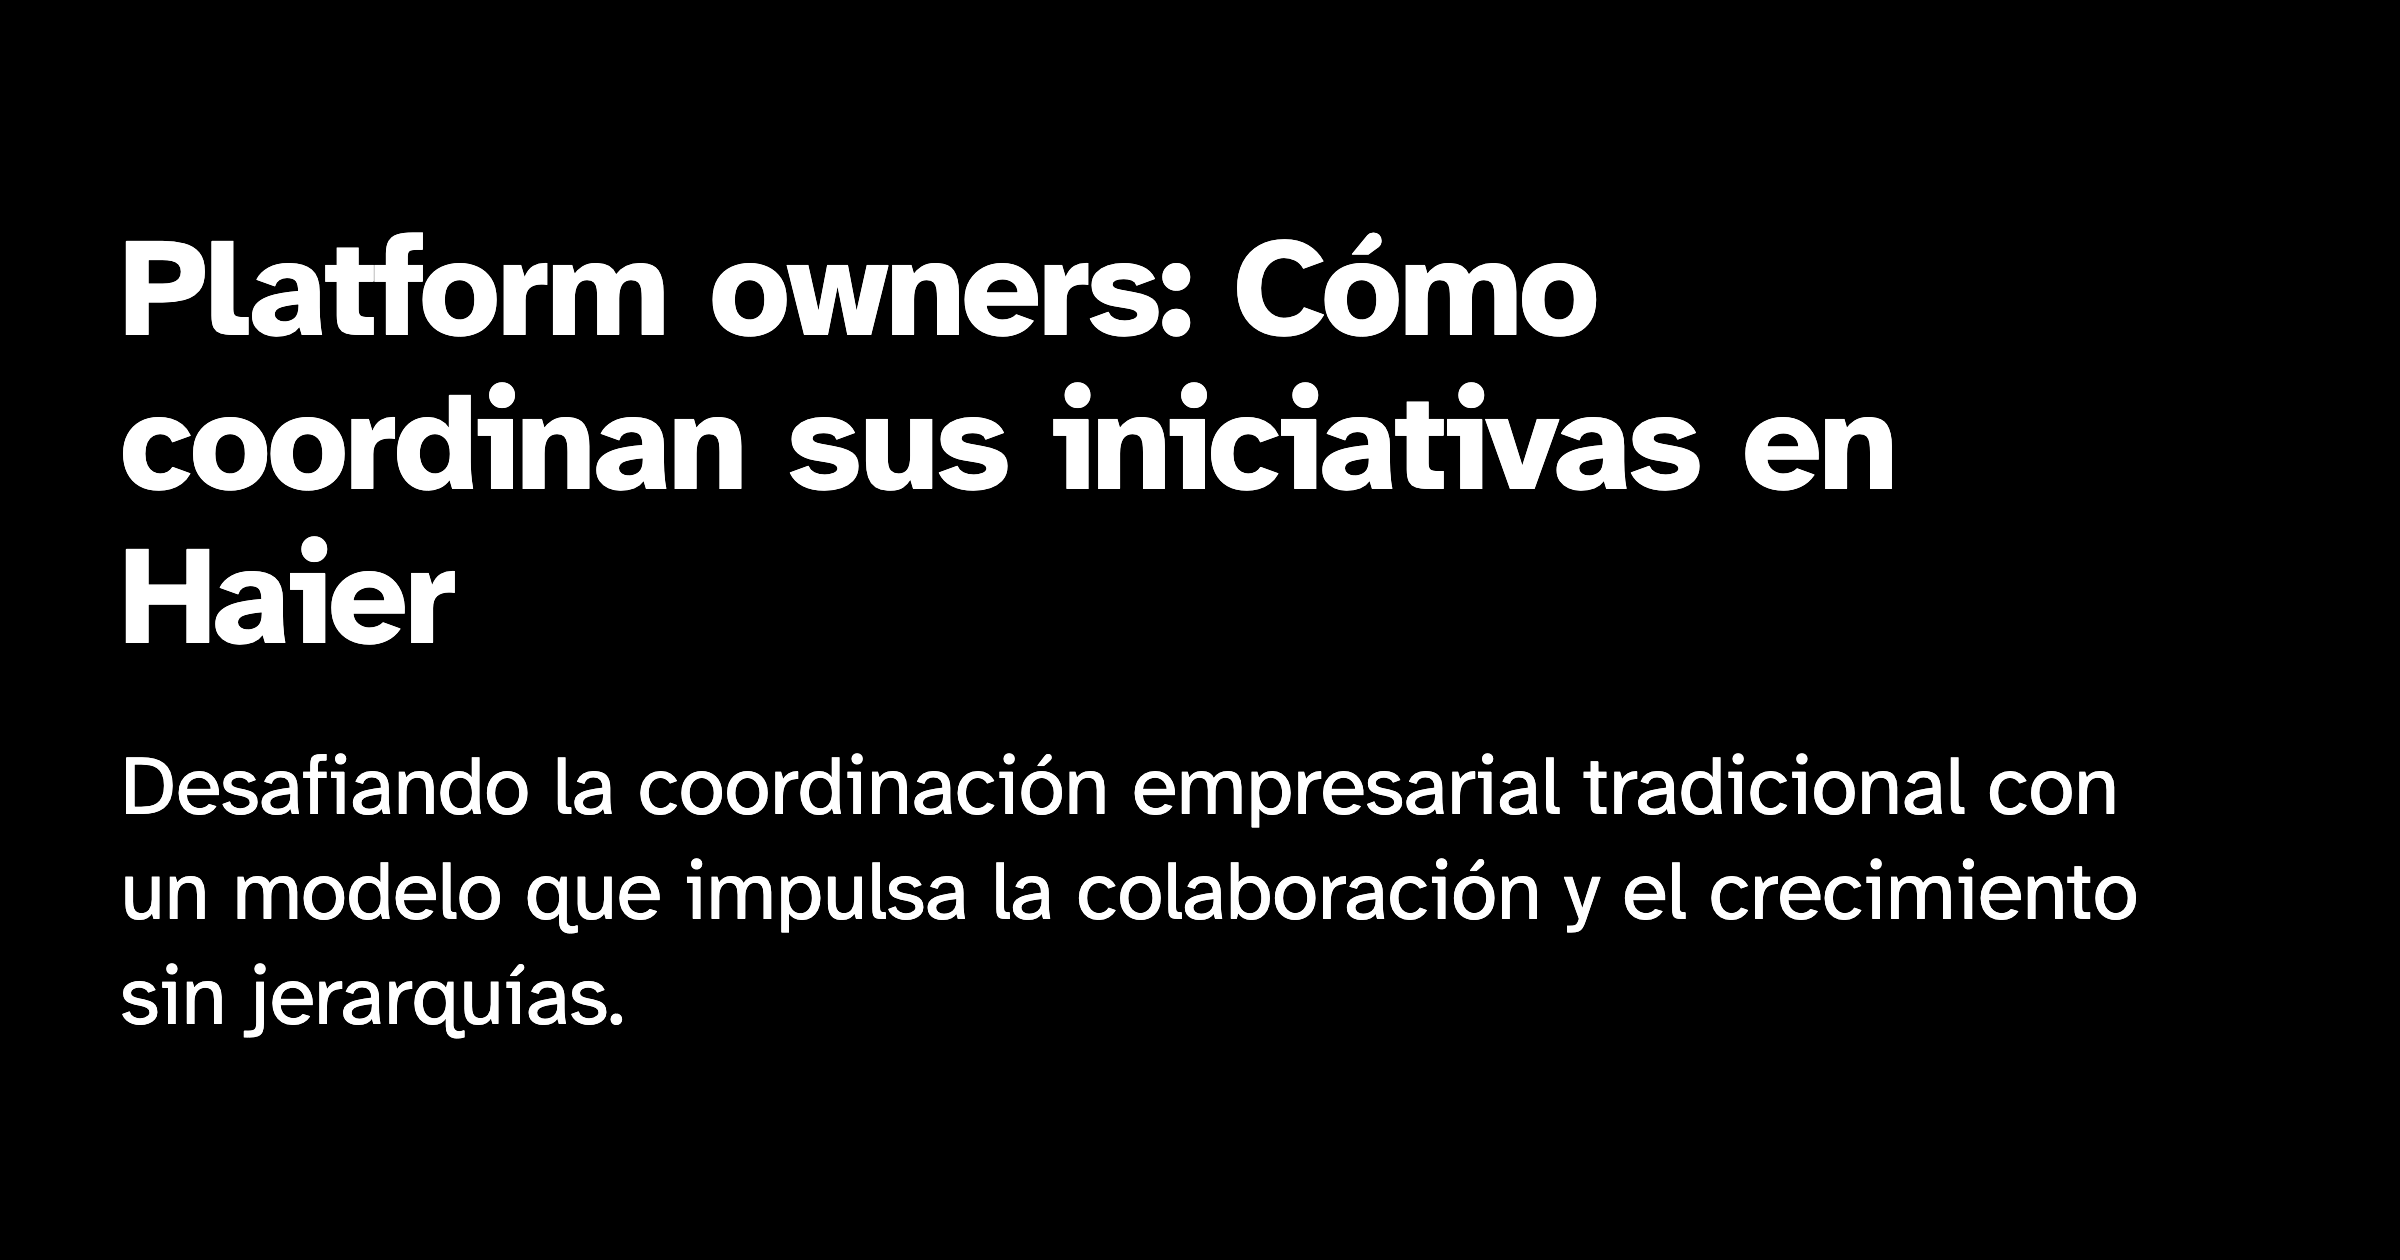 Platform owners: Cómo
coordinan sus iniciativas en
Haier
Desafiando la coordinación empresarial tradicional con
un modelo que impulsa la colaboración y el crecimiento
sin jerarquías.